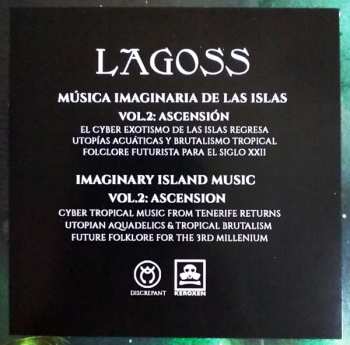 LAGOSS
MÚSICA IMAGINARIA DE LAS ISLAS
VOL.2: ASCENSIÓN
EL CYBER EXOTISMO DE LAS ISLAS REGRESA
UTOPÍAS ACUÁTICAS Y BRUTALISMO TROPICAL
FOLCLORE FUTURISTA PARA EL SIGLO XXII
IMAGINARY ISLAND MUSIC
VOL.2: ASCENSION
CYBER TROPICAL MUSIC FROM TENERIFE RETURNS
UTOPIAN AQUADELICS & TROPICAL BRUTALISM
FUTURE FOLKLORE FOR THE 3RD MILLENIUM
DISCREPANT
KEROXEN